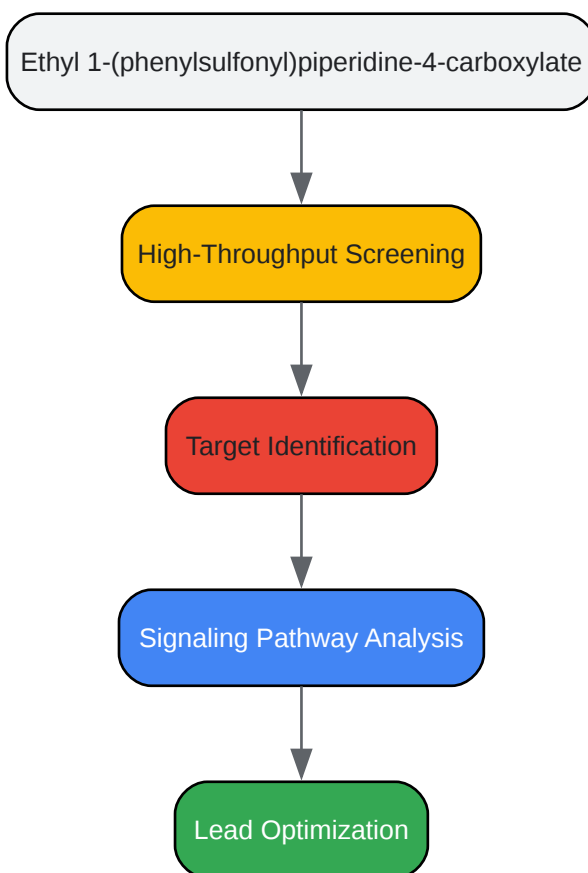 Ethyl 1-(phenylsulfonyl)piperidine-4-carboxylate
High-Throughput Screening
Target Identification
Signaling Pathway Analysis
Lead Optimization